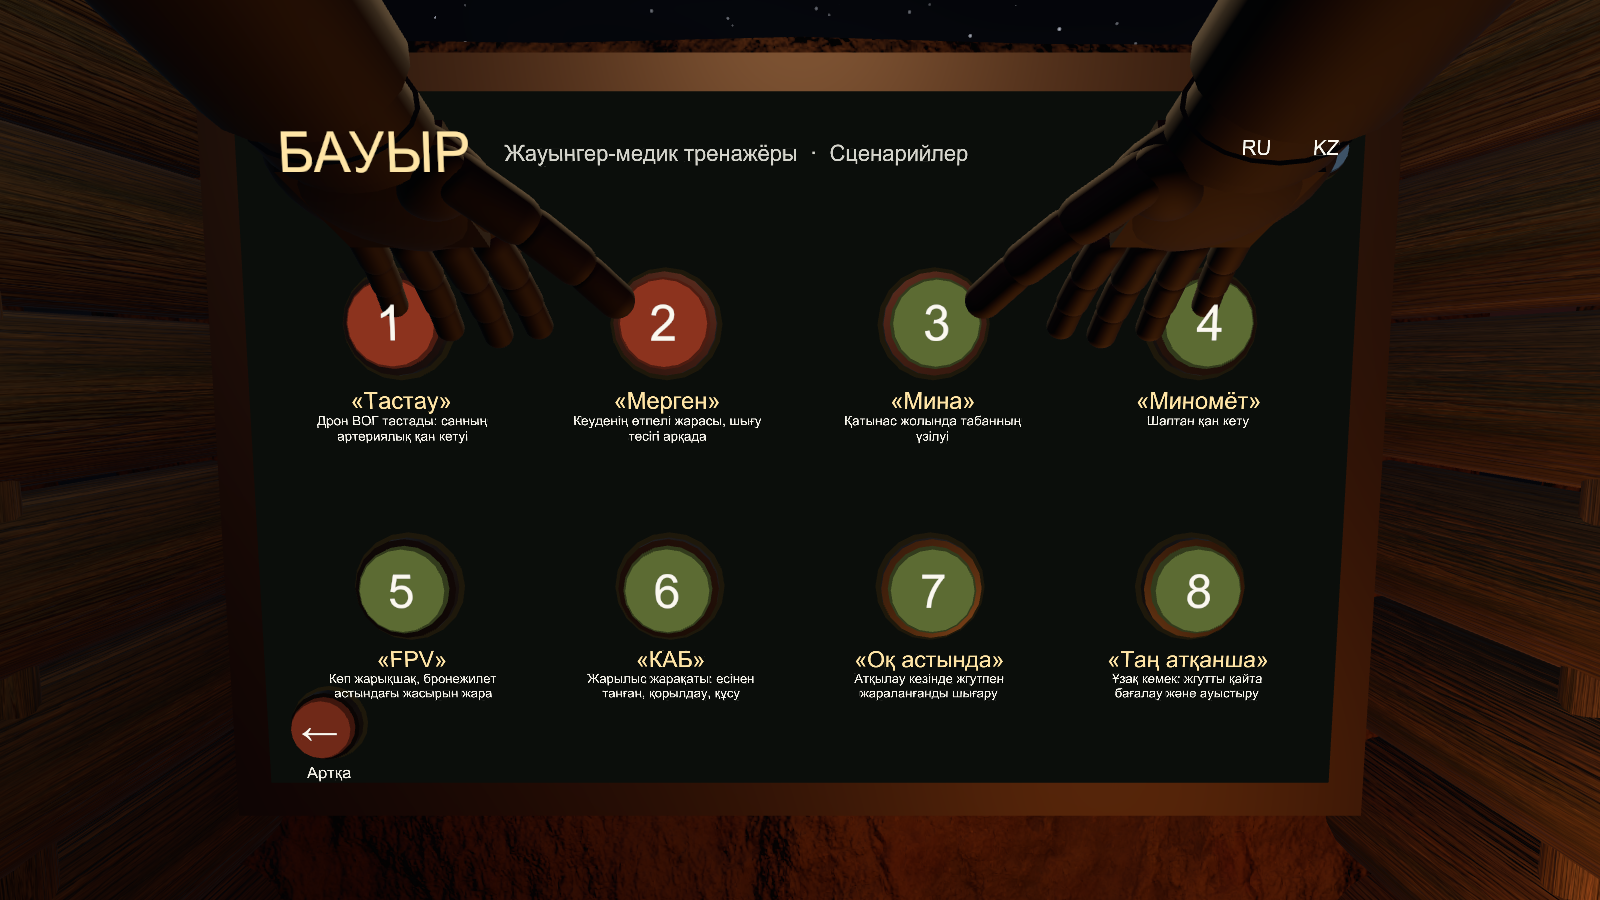 БАУЫР
Жауынгер-медик тренажёры · Сценарийлер
RU KZ
1 2 3 4
«Тастау»
Дрон ВОГ тастады: санның
артериялық қан кетуі
«Мерген»
Кеуденің өтпелі жарасы, шығу
тесігі арқада
«Мина»
Қатынас жолында табанның
үзілуі
«Миномёт»
Шаптан қан кету
5 6 7 8
«FPV»
Көп жарықшақ, бронежилет
астындағы жасырын жара
«КАБ»
Жарылыс жарақаты: есінен
танған, қорылдау, құсу
«Оқ астында»
Атқылау кезінде жгутпен
жараланғанды шығару
«Таң атқанша»
Ұзақ көмек: жгутты қайта
бағалау және ауыстыру
←
Артқа